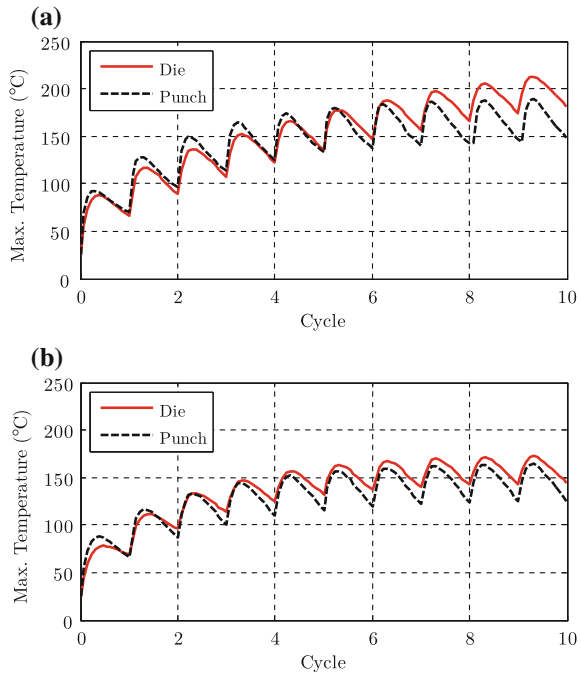 (a)
250
200
150
100
50
0
Max. Temperature (°C)
Die
Punch
0 2 4 6 8 10
Cycle
(b)
250
200
150
100
50
0
Max. Temperature (°C)
Die
Punch
0 2 4 6 8 10
Cycle